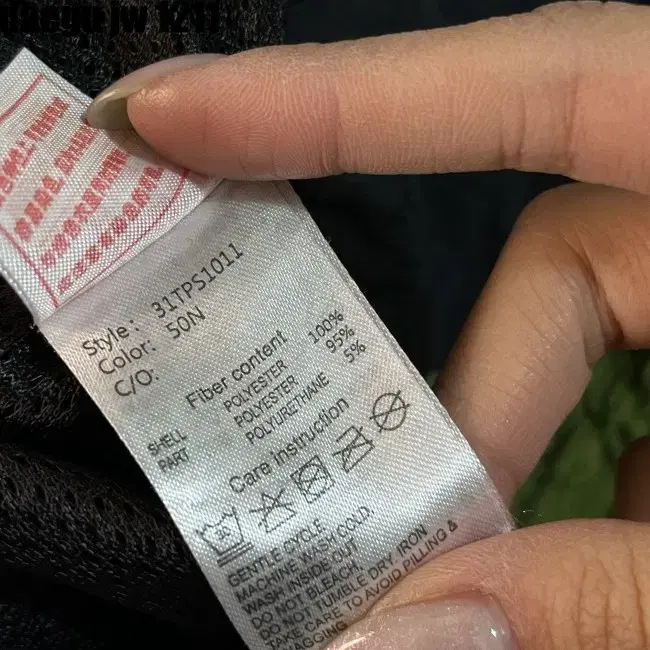 Style: 31TPS1011
Color: 50N
C/O:
Fiber content
SHELL POLYESTER 100%
PART POLYESTER 95%
POLYURETHANE 5%
Care instruction
GENTLE CYCLE
MACHINE WASH COLD.
WASH INSIDE OUT
DO NOT BLEACH.
DO NOT TUMBLE DRY IRON
TAKE CARE TO AVOID PILLING &